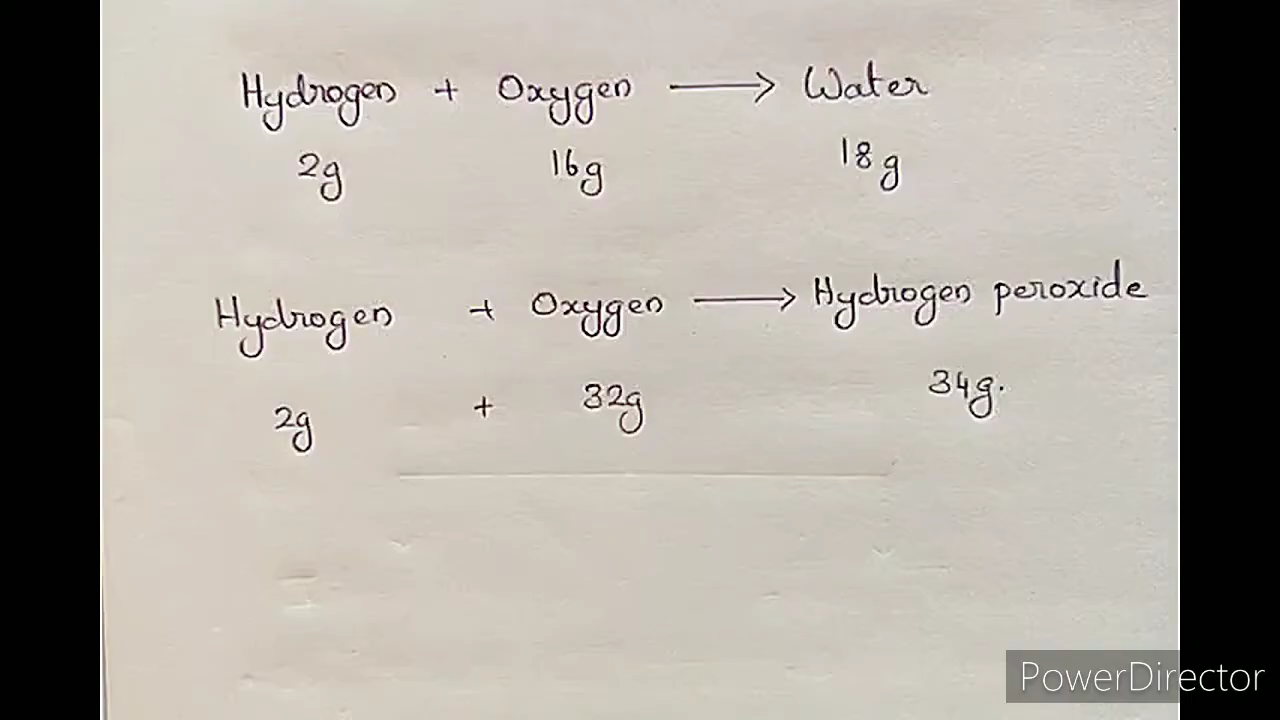 Hydrogen + Oxygen ⟶ Water
2g 16g 18g
Hydrogen + Oxygen ⟶ Hydrogen peroxide
2g + 32g 34g.
PowerDirector